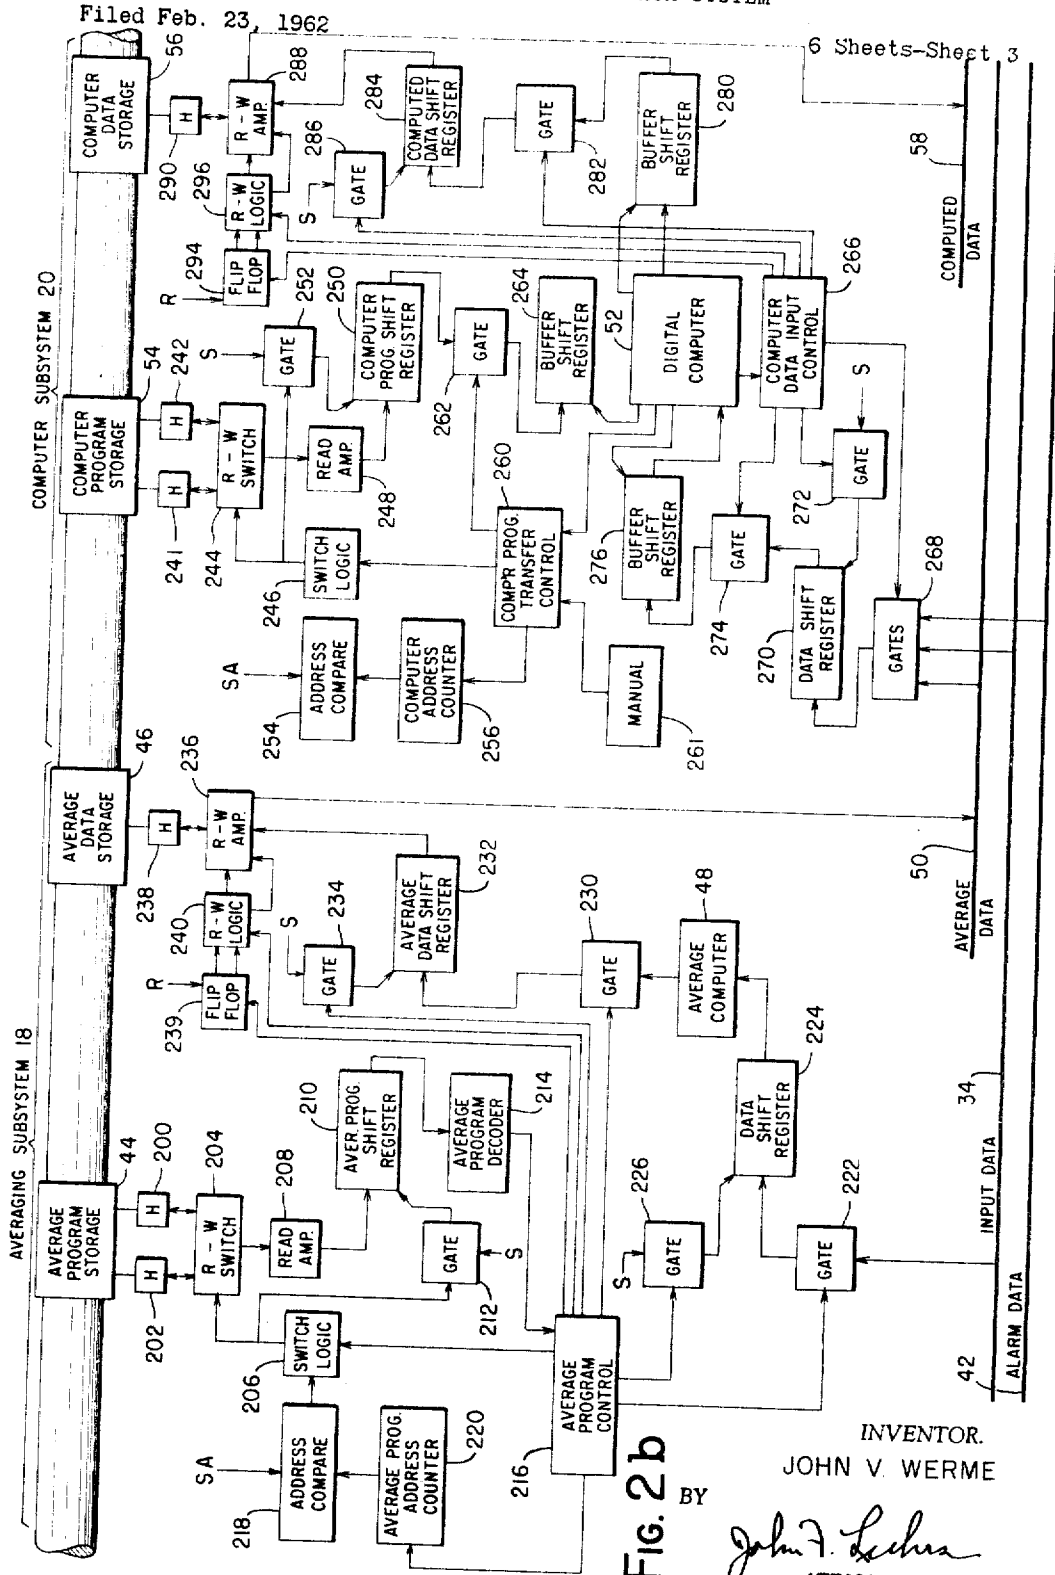 Filed Feb. 23, 1962
6 Sheets-Sheet 3
AVERAGING SUBSYSTEM 18
COMPUTER SUBSYSTEM 20
AVERAGE
PROGRAM
STORAGE
44
H
200
H
202
R-W
SWITCH
204
READ
AMP.
208
SWITCH
LOGIC
206
SA
ADDRESS
COMPARE
218
AVERAGE PROG.
ADDRESS
COUNTER
220
AVER. PROG.
SHIFT
REGISTER
210
GATE
212
S
AVERAGE
PROGRAM
DECODER
214
AVERAGE
PROGRAM
CONTROL
216
S
GATE
226
GATE
222
DATA
SHIFT
REGISTER
224
AVERAGE
COMPUTER
48
GATE
230
AVERAGE
DATA SHIFT
REGISTER
232
S
GATE
234
R
FLIP
FLOP
239
R-W
LOGIC
240
R-W
AMP.
236
H
238
AVERAGE
DATA
STORAGE
46
COMPUTER
PROGRAM
STORAGE
54
H
241
H
242
R-W
SWITCH
244
SWITCH
LOGIC
246
READ
AMP.
248
S
GATE
252
COMPUTER
PROG SHIFT
REGISTER
250
SA
ADDRESS
COMPARE
254
COMPUTER
ADDRESS
COUNTER
256
COMP'R PROG.
TRANSFER
CONTROL
260
MANUAL
261
GATE
262
BUFFER
SHIFT
REGISTER
264
DIGITAL
COMPUTER
52
COMPUTER
DATA INPUT
CONTROL
266
BUFFER
SHIFT
REGISTER
276
GATE
274
S
GATE
272
DATA SHIFT
REGISTER
270
GATES
268
BUFFER
SHIFT
REGISTER
280
GATE
282
COMPUTED
DATA SHIFT
REGISTER
284
S
GATE
286
R
FLIP
FLOP
294
R-W
LOGIC
296
R-W
AMP.
288
H
290
COMPUTER
DATA
STORAGE
56
COMPUTED
DATA
58
AVERAGE
DATA
50
INPUT DATA
34
ALARM DATA
42
FIG. 2b
INVENTOR.
JOHN V. WERME
BY